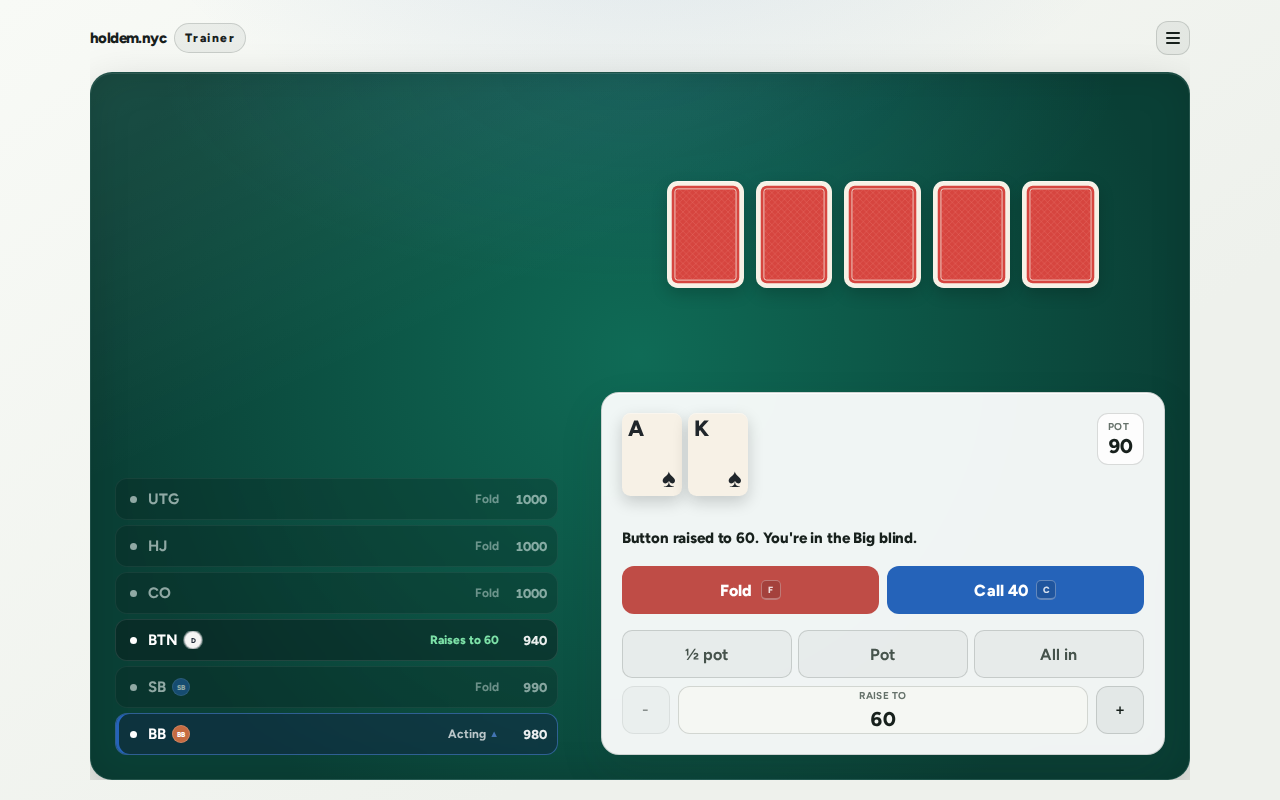 holdem.nyc Trainer
A K
POT
90
Button raised to 60. You're in the Big blind.
Fold F
Call 40 C
½ pot
Pot
All in
-
RAISE TO
60
+
UTG Fold 1000
HJ Fold 1000
CO Fold 1000
BTN D Raises to 60 940
SB SB Fold 990
BB BB Acting ▲ 980